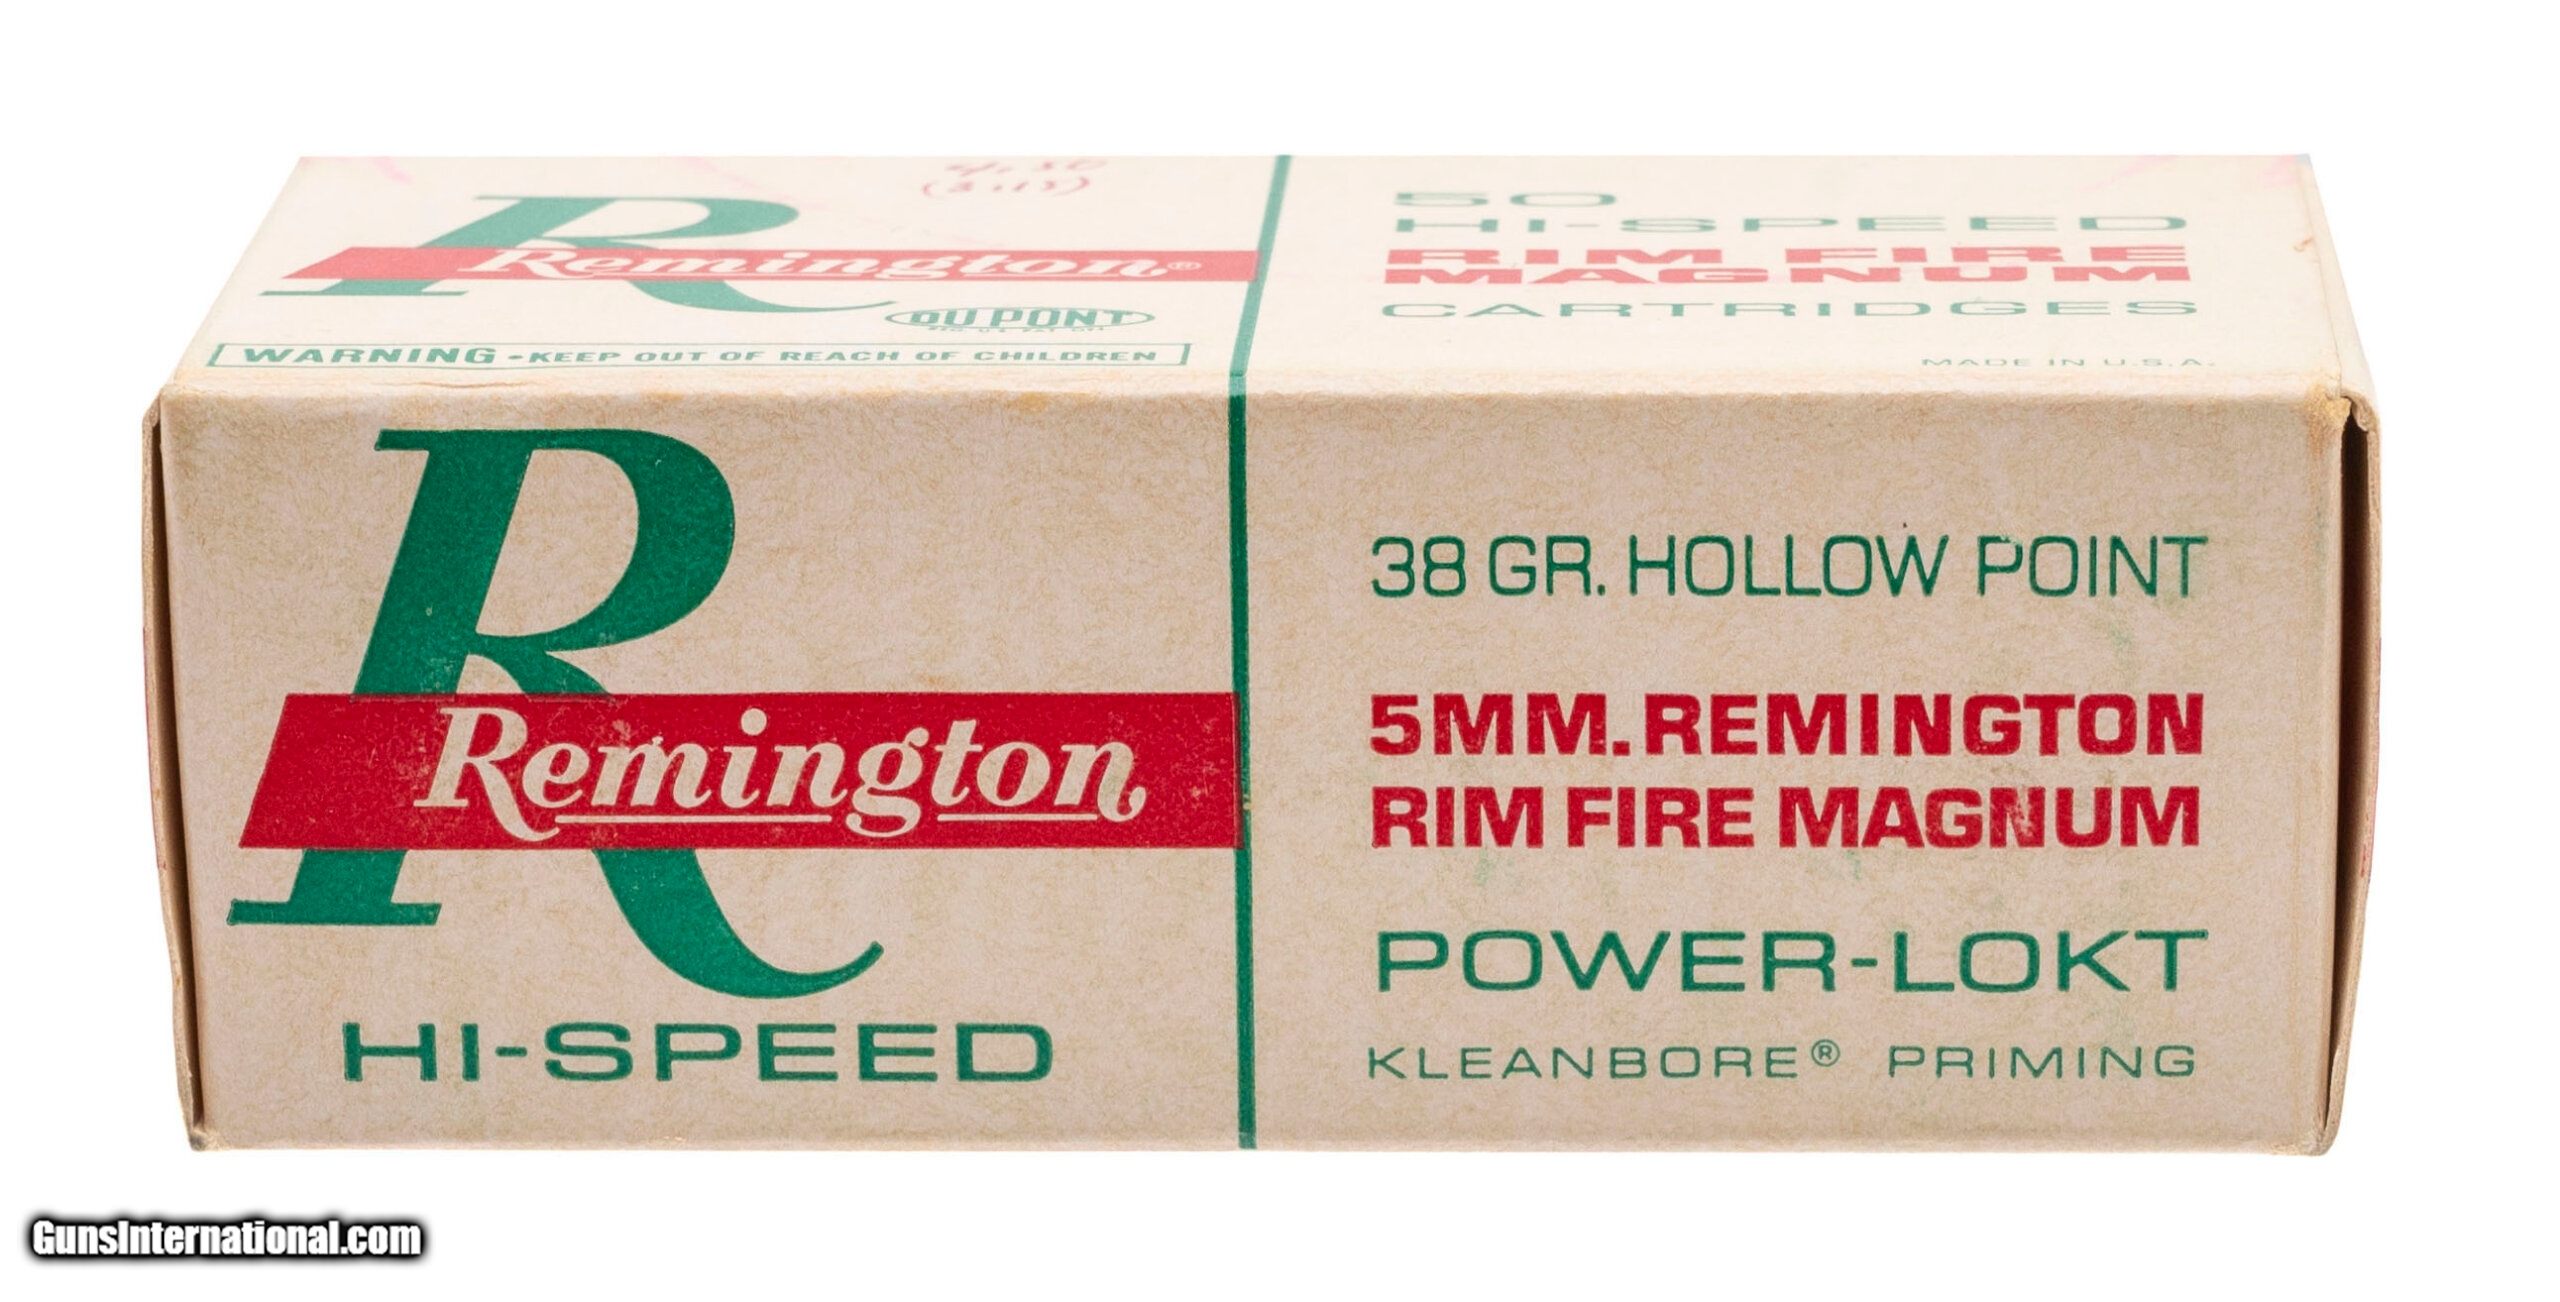 Remington®
DU PONT
WARNING • KEEP OUT OF REACH OF CHILDREN
50
HI-SPEED
RIM FIRE
MAGNUM
CARTRIDGES
MADE IN U.S.A.
R
Remington
HI-SPEED
38 GR. HOLLOW POINT
5MM. REMINGTON
RIM FIRE MAGNUM
POWER-LOKT
KLEANBORE® PRIMING
GunsInternational.com